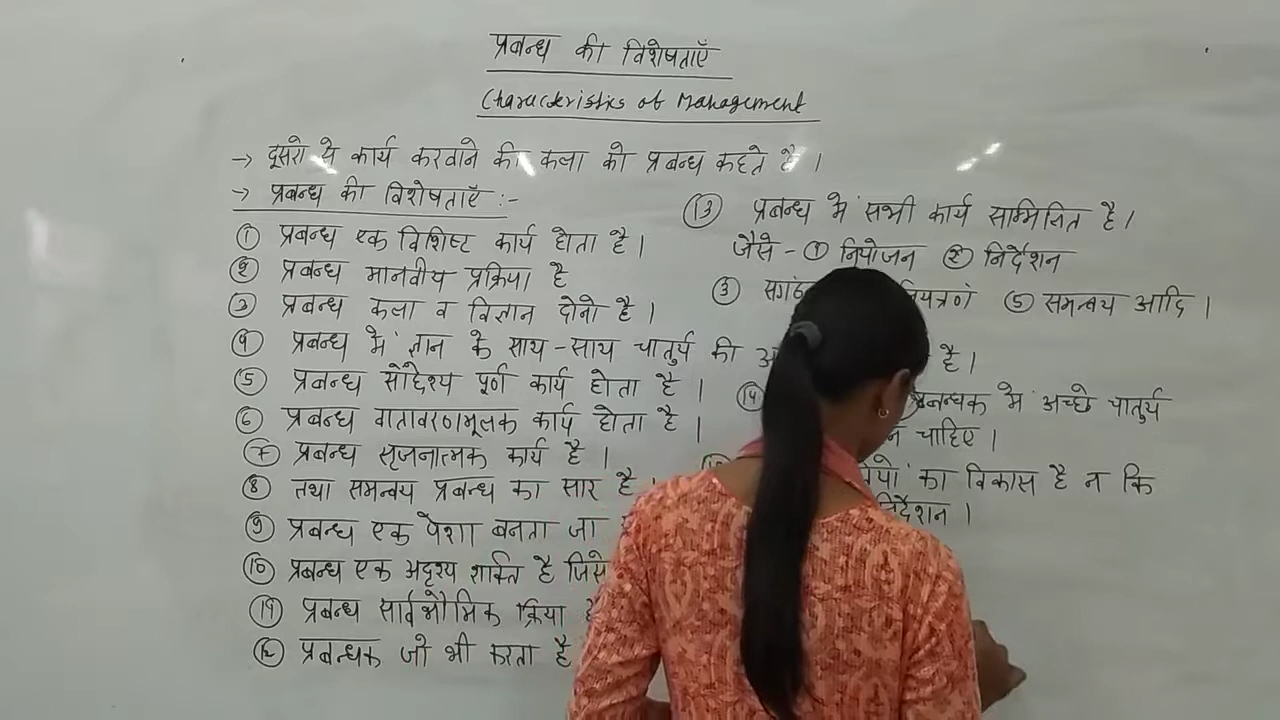 प्रबन्ध की विशेषताएँ
Characteristics of Management
→ दूसरो से कार्य करवाने की कला को प्रबन्ध कहते है ।
→ प्रबन्ध की विशेषताएँ :-
① प्रबन्ध एक विशिष्ट कार्य होता है ।
② प्रबन्ध मानवीय प्रक्रिया है
③ प्रबन्ध कला व विज्ञान दोनो है ।
④ प्रबन्ध में ज्ञान के साथ-साथ चातुर्य की है ।
⑤ प्रबन्ध सौद्देश्य पूर्ण कार्य होता है ।
⑥ प्रबन्ध वातावरणमूलक कार्य होता है ।
⑦ प्रबन्ध सृजनात्मक कार्य है ।
⑧ तथा समन्वय प्रबन्ध का सार है ।
⑨ प्रबन्ध एक पेशा बनता जा
⑩ प्रबन्ध एक अदृश्य शक्ति है जिसे
⑪ प्रबन्ध सार्वभौमिक क्रिया है
⑫ प्रबन्धक जो भी करता है
⑬ प्रबन्ध में सभी कार्य सम्मिलित है ।
जैसे - ① नियोजन ② निर्देशन
③ ⑤ समन्वय आदि ।
⑭ प्रबन्धक में अच्छे चातुर्य
चाहिए ।
का विकास है न कि
निर्देशन ।